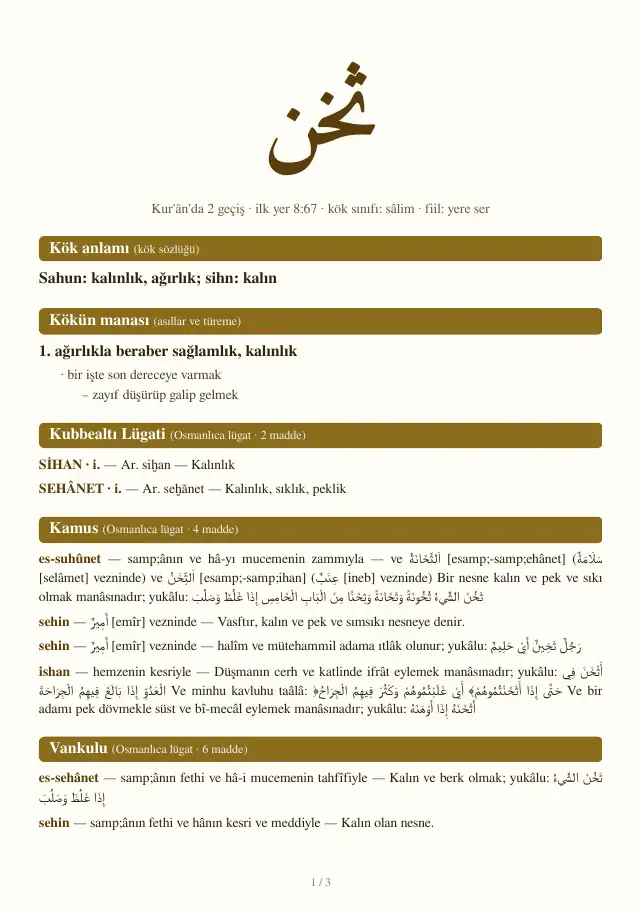 ثخن
Kur'ân'da 2 geçiş · ilk yer 8:67 · kök sınıfı: sâlim · fiil: yere ser
Kök anlamı (kök sözlüğü)
Sahun: kalınlık, ağırlık; sihn: kalın
Kökün manası (asıllar ve türeme)
1. ağırlıkla beraber sağlamlık, kalınlık
· bir işte son dereceye varmak
– zayıf düşürüp galip gelmek
Kubbealtı Lügati (Osmanlıca lügat · 2 madde)
SİHAN · i. — Ar. siḫan — Kalınlık
SEHÂNET · i. — Ar. seḫānet — Kalınlık, sıklık, peklik
Kamus (Osmanlıca lügat · 4 madde)
es-suhûnet — samp;ânın ve hâ-yı mucemenin zammıyla — ve اَلثَّخَانَةُ [esamp;-samp;ehânet] (سَلَامَةٌ
[selâmet] vezninde) ve اَلثِّخَنُ [esamp;-samp;ihan] (عِنَبٌ [ineb] vezninde) Bir nesne kalın ve pek ve sıkı
olmak manâsınadır; yukâlu: ثَخُنَ الشَّيْءُ ثُخُونَةً وَثَخَانَةً وَثِخَنًا مِنَ الْبَابِ الْخَامِسِ إِذَا غَلُظَ وَصَلُبَ
sehin — أَمِيرٌ [emîr] vezninde — Vasftır, kalın ve pek ve sımsıkı nesneye denir.
sehin — أَمِيرٌ [emîr] vezninde — halîm ve mütehammil adama ıtlâk olunur; yukâlu: رَجُلٌ ثَخِينٌ أَيْ حَلِيمٌ
ishan — hemzenin kesriyle — Düşmanın cerh ve katlinde ifrât eylemek manâsınadır; yukâlu: أَثْخَنَ فِي
الْعَدُوِّ إِذَا بَالَغَ فِيهِمُ الْجِرَاحَةَ Ve minhu kavluhu taâlâ: ﴿حَتَّى إِذَا أَثْخَنْتُمُوهُمْ﴾ أَيْ غَلَبْتُمُوهُمْ وَكَثُرَ فِيهِمُ الْجِرَاحُ Ve bir
adamı pek dövmekle süst ve bî-mecâl eylemek manâsınadır; yukâlu: أَثْخَنَهُ إِذَا أَوْهَنَهُ
Vankulu (Osmanlıca lügat · 6 madde)
es-sehânet — samp;ânın fethi ve hâ-i mucemenin tahfîfiyle — Kalın ve berk olmak; yukâlu: ثَخُنَ الشَّيْءُ
إِذَا غَلُظَ وَصَلُبَ
sehin — samp;ânın fethi ve hânın kesri ve meddiyle — Kalın olan nesne.
1 / 3